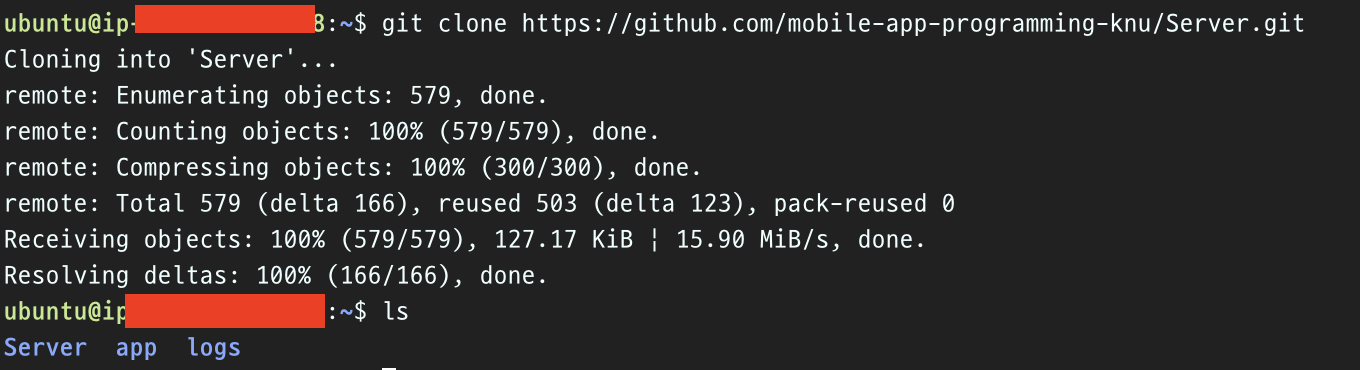 ubuntu@ip-8:~$ git clone https://github.com/mobile-app-programming-knu/Server.git
Cloning into 'Server'...
remote: Enumerating objects: 579, done.
remote: Counting objects: 100% (579/579), done.
remote: Compressing objects: 100% (300/300), done.
remote: Total 579 (delta 166), reused 503 (delta 123), pack-reused 0
Receiving objects: 100% (579/579), 127.17 KiB ¦ 15.90 MiB/s, done.
Resolving deltas: 100% (166/166), done.
ubuntu@ip:~$ ls
Server app logs